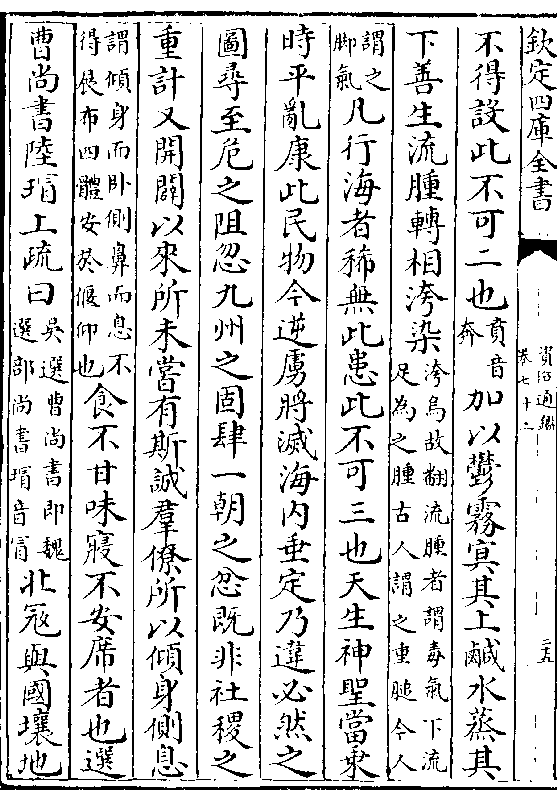 欽定四庫全書
資治通鑑
卷七十二
二五
不得設此不可二也賁音奔加以鬱霧冥其上鹹水蒸其
下善生流腫轉相洿染洿烏故翻流腫者謂毒氣下流足為之腫古人謂之重膇今人
謂之脚氣凡行海者稀無此患此不可三也天生神聖當乗
時平亂康此民物今逆虜將滅海内垂定乃違必然之
圖尋至危之阻忽九州之固肆一朝之忿既非社稷之
重計又開闢以來所未嘗有斯誠羣僚所以傾身側息
謂傾身而卧側鼻而息不得展布四體安於偃仰也食不甘味寢不安席者也選
曹尚書陸瑁上疏曰吳選曹尚書即魏選部尚書瑁音冐北冦與國壤地